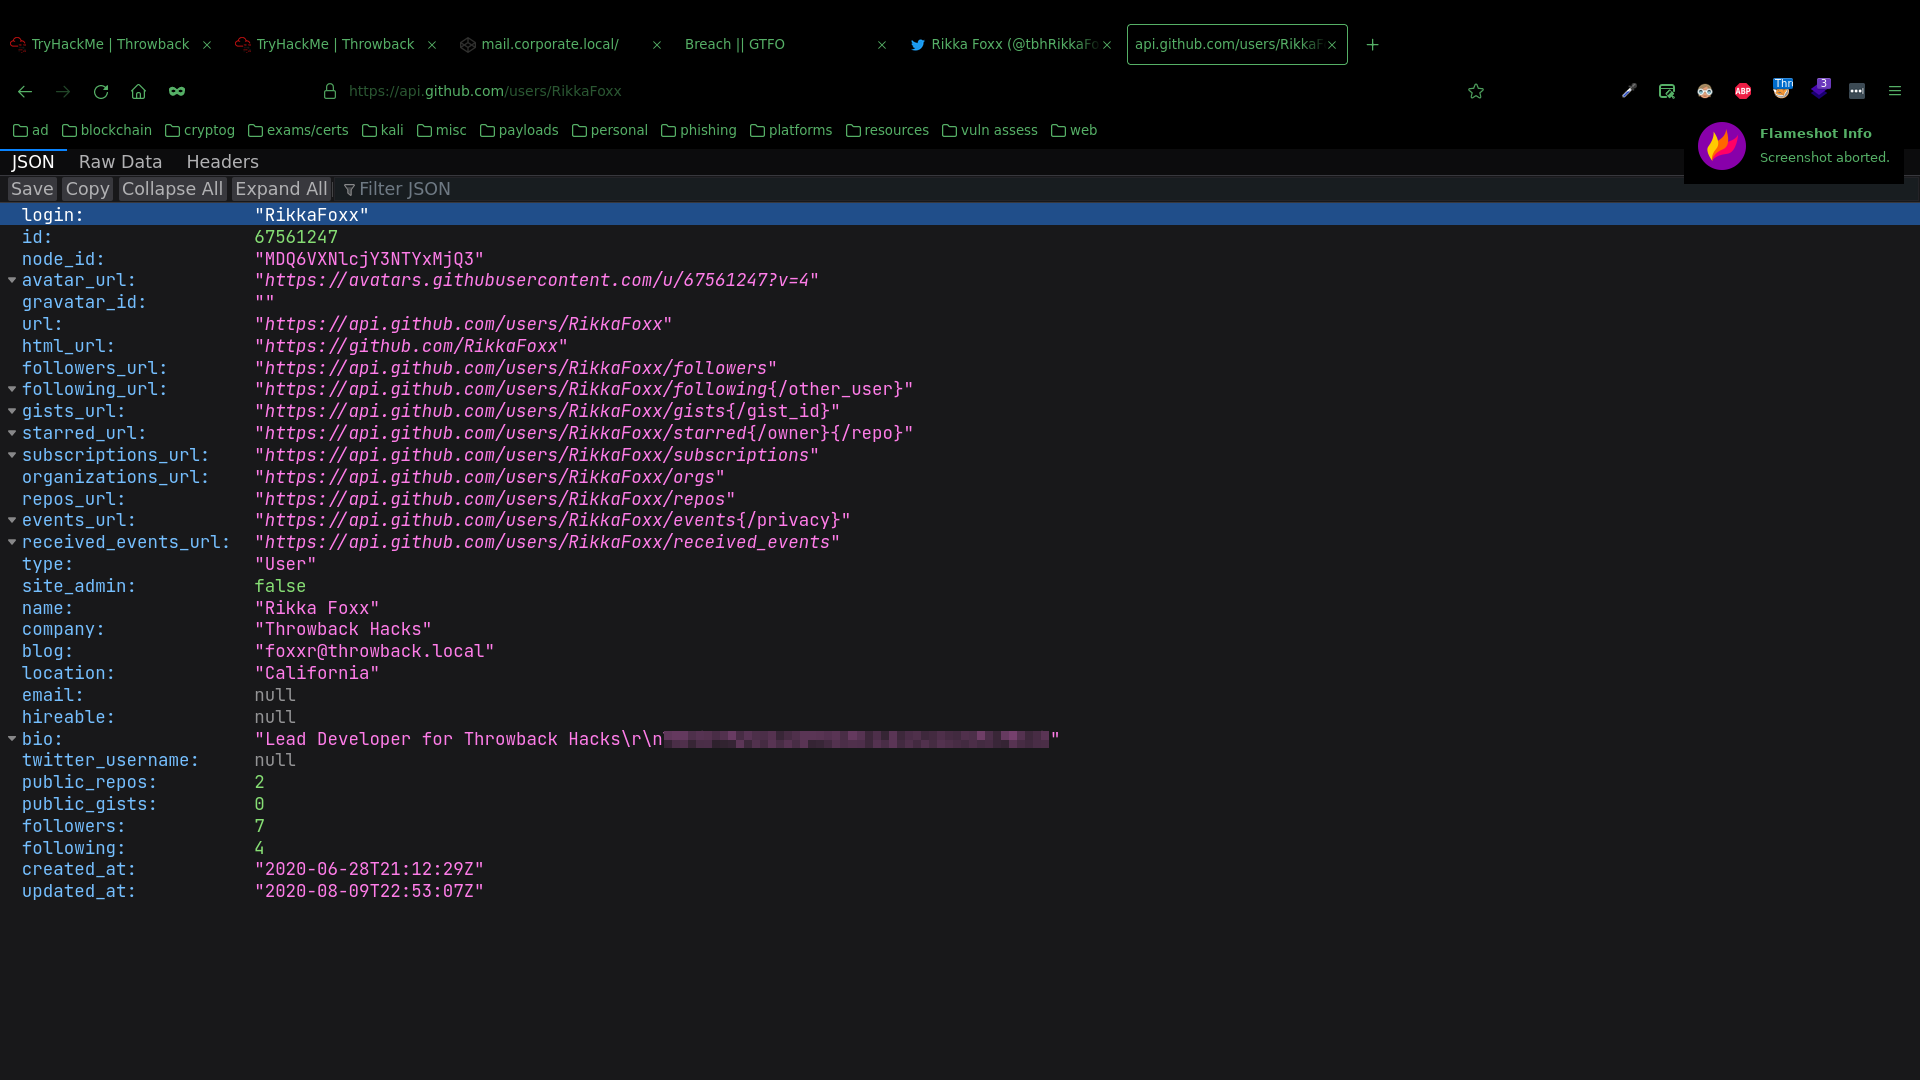 TryHackMe | Throwback
TryHackMe | Throwback
mail.corporate.local/
Breach || GTFO
Rikka Foxx (@tbhRikkaFo
api.github.com/users/RikkaF
https://api.github.com/users/RikkaFoxx
ABP
Thr
3
ad blockchain cryptog exams/certs kali misc payloads personal phishing platforms resources vuln assess web
Flameshot Info
Screenshot aborted.
JSON Raw Data Headers
Save Copy Collapse All Expand All Filter JSON
login: "RikkaFoxx"
id: 67561247
node_id: "MDQ6VXNlcjY3NTYxMjQ3"
avatar_url: "https://avatars.githubusercontent.com/u/67561247?v=4"
gravatar_id: ""
url: "https://api.github.com/users/RikkaFoxx"
html_url: "https://github.com/RikkaFoxx"
followers_url: "https://api.github.com/users/RikkaFoxx/followers"
following_url: "https://api.github.com/users/RikkaFoxx/following{/other_user}"
gists_url: "https://api.github.com/users/RikkaFoxx/gists{/gist_id}"
starred_url: "https://api.github.com/users/RikkaFoxx/starred{/owner}{/repo}"
subscriptions_url: "https://api.github.com/users/RikkaFoxx/subscriptions"
organizations_url: "https://api.github.com/users/RikkaFoxx/orgs"
repos_url: "https://api.github.com/users/RikkaFoxx/repos"
events_url: "https://api.github.com/users/RikkaFoxx/events{/privacy}"
received_events_url: "https://api.github.com/users/RikkaFoxx/received_events"
type: "User"
site_admin: false
name: "Rikka Foxx"
company: "Throwback Hacks"
blog: "foxxr@throwback.local"
location: "California"
email: null
hireable: null
bio: "Lead Developer for Throwback Hacks\r\n"
twitter_username: null
public_repos: 2
public_gists: 0
followers: 7
following: 4
created_at: "2020-06-28T21:12:29Z"
updated_at: "2020-08-09T22:53:07Z"